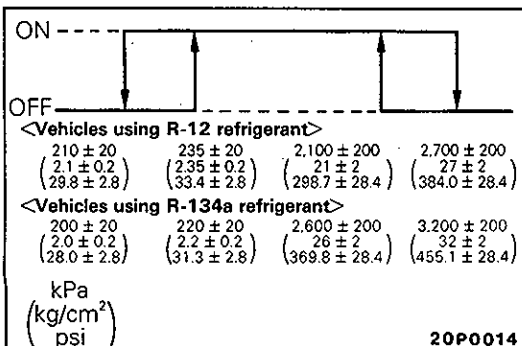 ON
OFF
<Vehicles using R-12 refrigerant>
210 ± 20 235 ± 20 2,100 ± 200 2,700 ± 200
(2.1 ± 0.2) (2.35 ± 0.2) (21 ± 2) (27 ± 2)
(29.8 ± 2.8) (33.4 ± 2.8) (298.7 ± 28.4) (384.0 ± 28.4)
<Vehicles using R-134a refrigerant>
200 ± 20 220 ± 20 2,600 ± 200 3.200 ± 200
(2.0 ± 0.2) (2.2 ± 0.2) (26 ± 2) (32 ± 2)
(28.0 ± 2.8) (31.3 ± 2.8) (369.8 ± 28.4) (455.1 ± 28.4)
kPa
(kg/cm²)
(psi)
20P0014